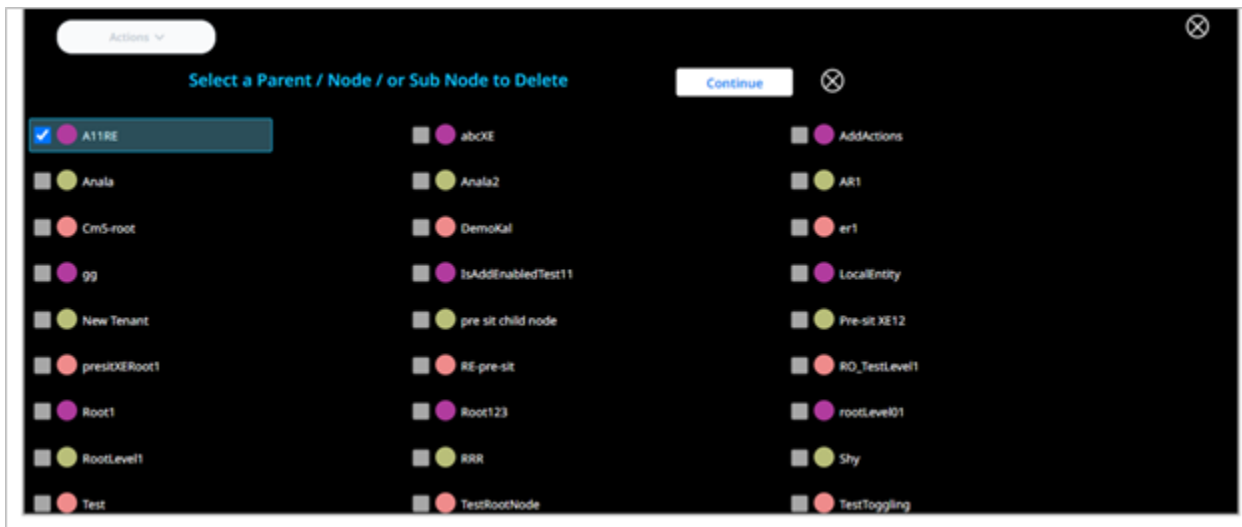 Actions
Select a Parent / Node / or Sub Node to Delete Continue
A11RE abcXE AddActions
Anala Anala2 AR1
Cm5-root DemoKal er1
gg IsAddEnabledTest11 LocalEntity
New Tenant pre sit child node Pre-sit XE12
presitXERoot1 RE-pre-sit RO_TestLevel1
Root1 Root123 rootLevel01
RootLevel1 RRR Shy
Test TestRootNode TestToggling